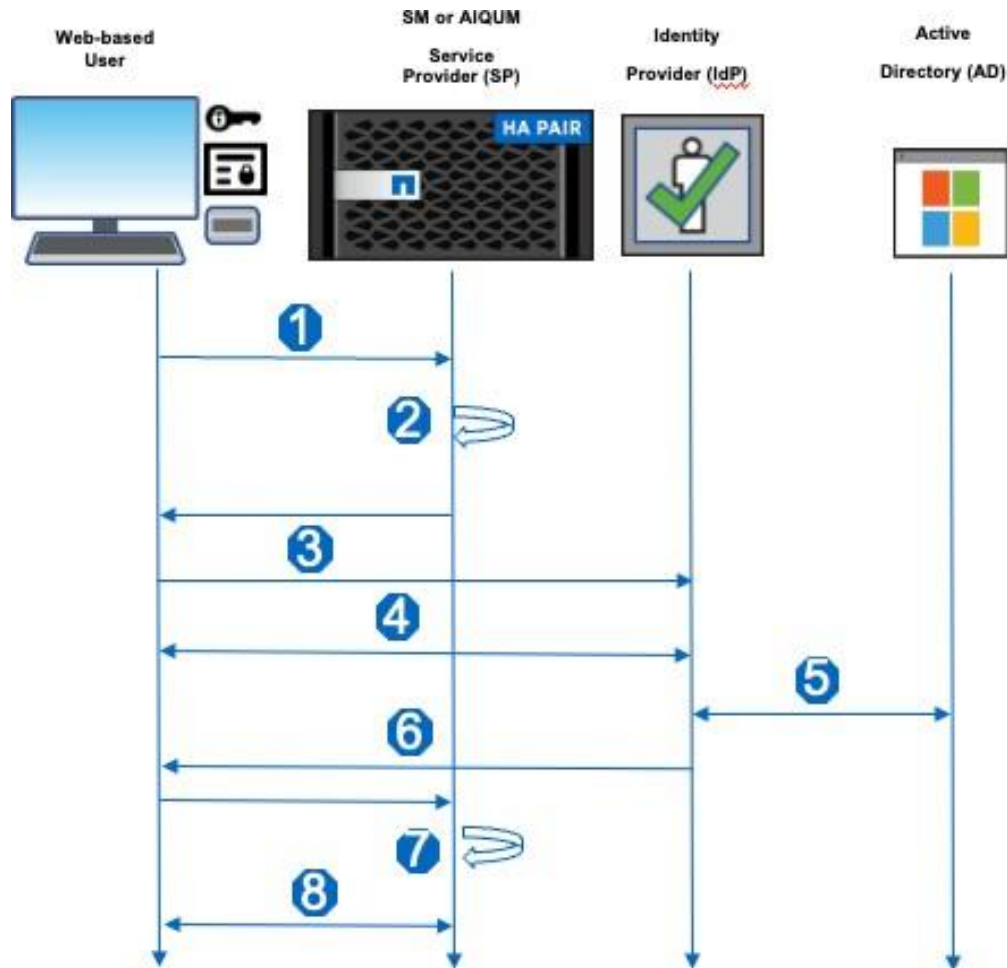 Web-based
User
SM or AIQUM
Service
Provider (SP)
Identity
Provider (IdP)
Active
Directory (AD)
HA PAIR
1
2
3
4
5
6
7
8